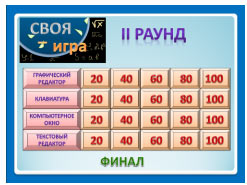 СВОЯ
игра
II РАУНД
ГРАФИЧЕСКИЙ
РЕДАКТОР
20 40 60 80 100
КЛАВИАТУРА
20 40 60 80 100
КОМПЬЮТЕРНОЕ
ОКНО
20 40 60 80 100
ТЕКСТОВЫЙ
РЕДАКТОР
20 40 60 80 100
ФИНАЛ